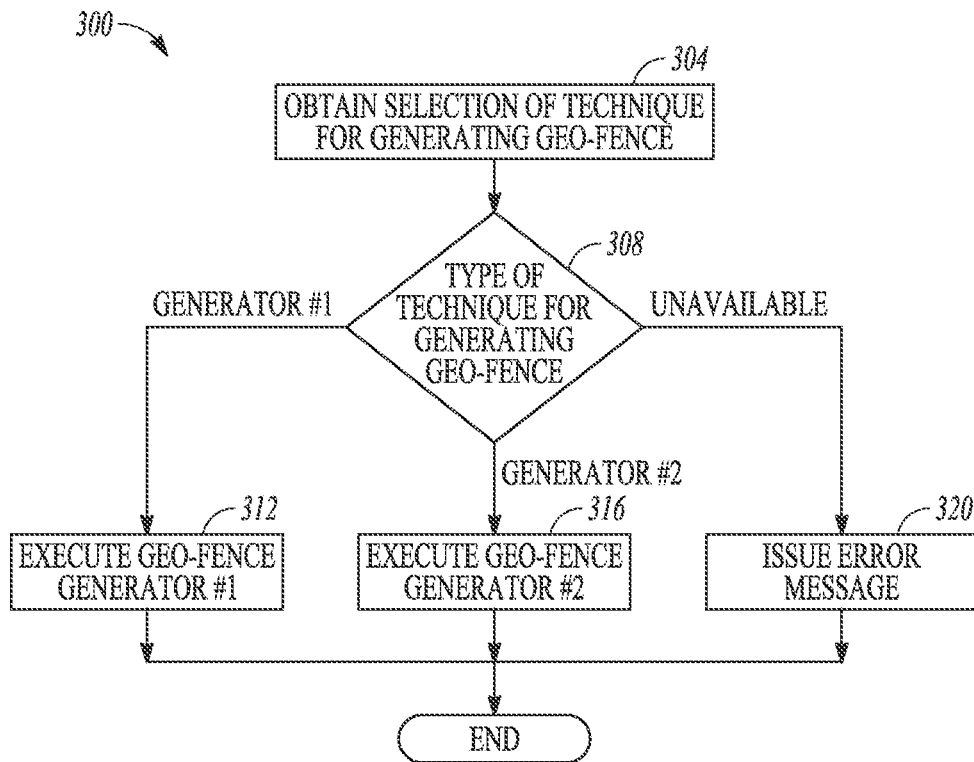 300
304
OBTAIN SELECTION OF TECHNIQUE
FOR GENERATING GEO-FENCE
308
TYPE OF
TECHNIQUE FOR
GENERATING
GEO-FENCE
GENERATOR #1
UNAVAILABLE
GENERATOR #2
312
EXECUTE GEO-FENCE
GENERATOR #1
316
EXECUTE GEO-FENCE
GENERATOR #2
320
ISSUE ERROR
MESSAGE
END